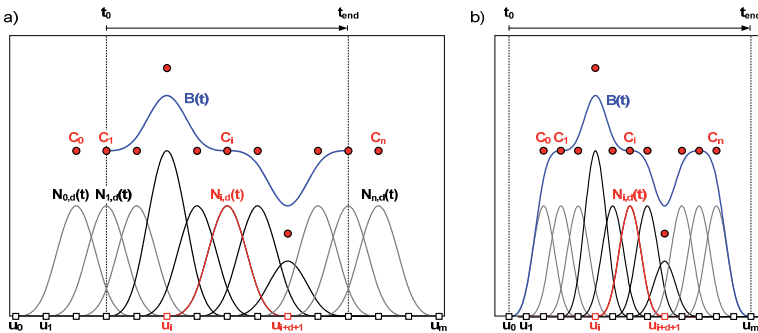 a)
t0
tend
B(t)
C0
C1
Ci
Cn
N0,d(t)
N1,d(t)
Ni,d(t)
Nn,d(t)
u0
u1
ui
ui+d+1
um
b)
t0
tend
B(t)
C0
C1
Ci
Cn
Ni,d(t)
u0
u1
ui
ui+d+1
um